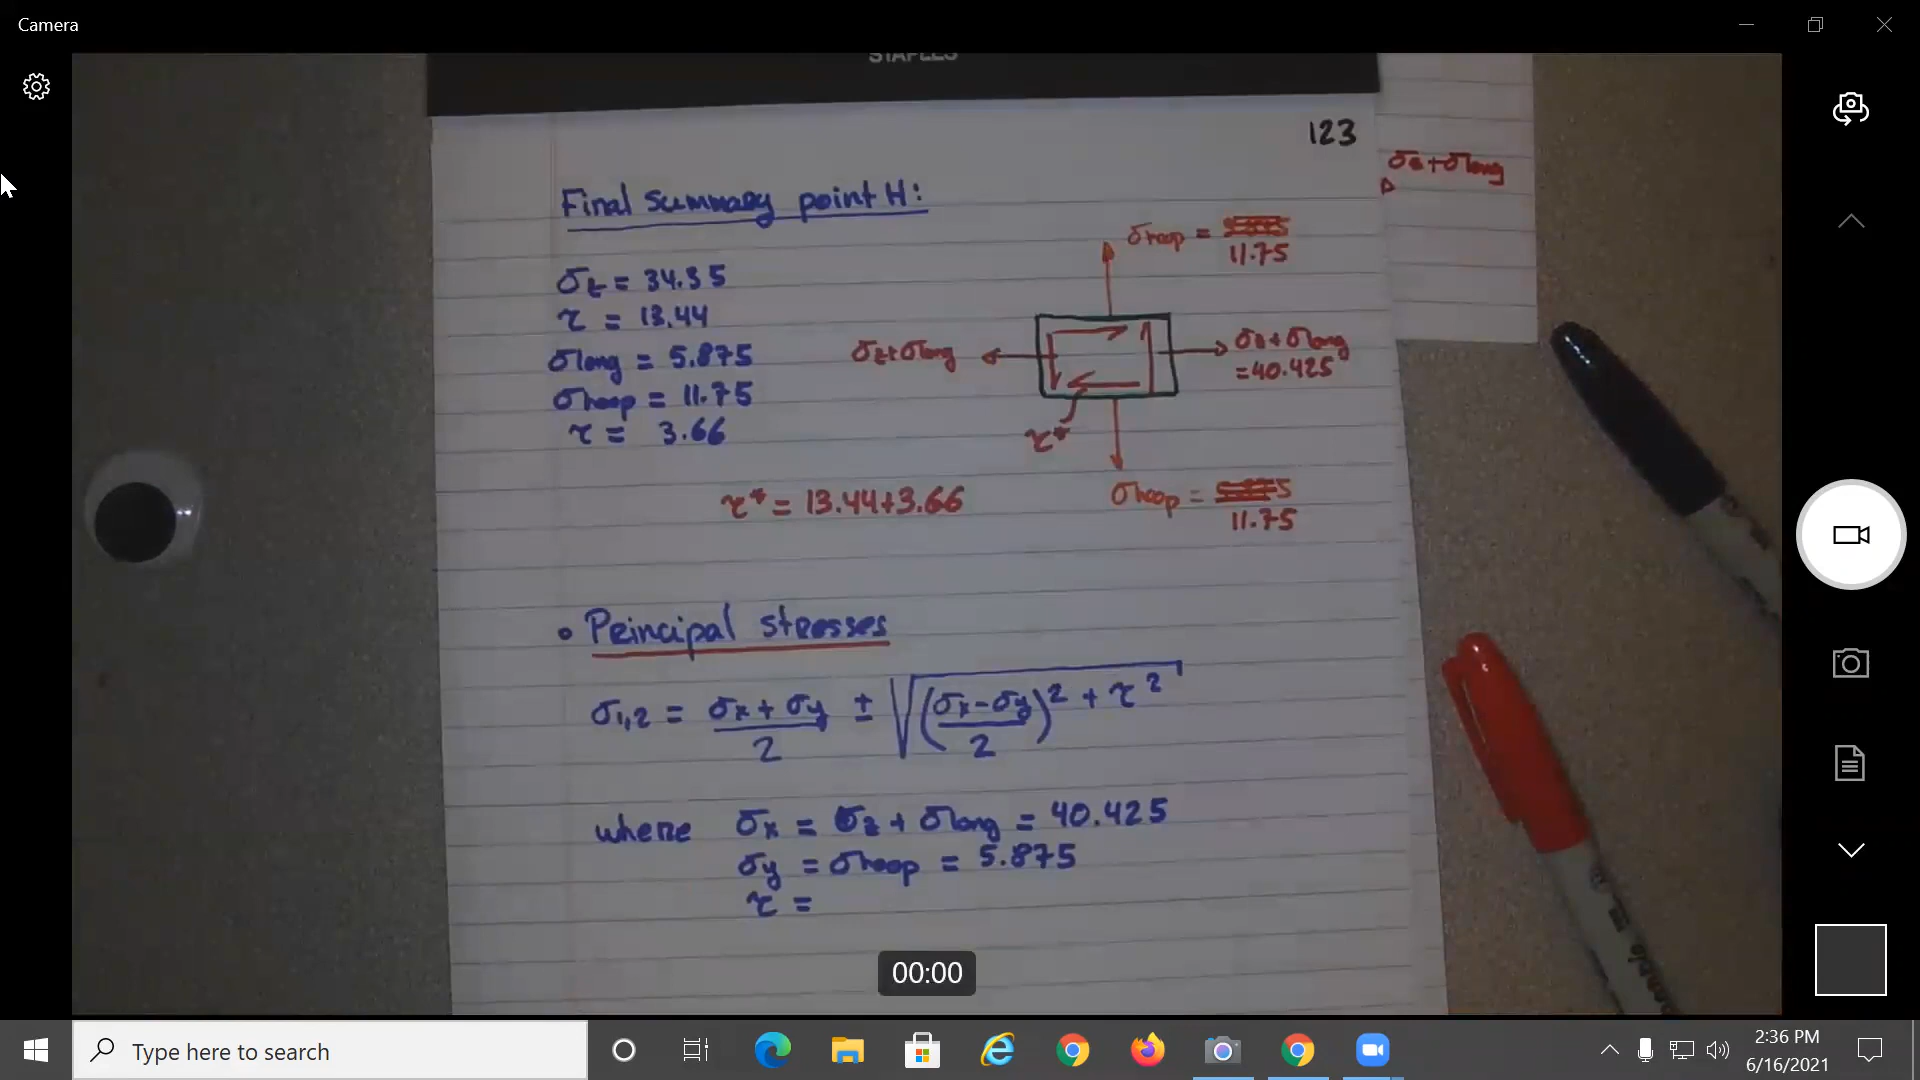 Camera
STAPLES
123
σz+σlong
Final summary point H:
σhoop =
11.75
σz = 34.35
τ = 13.44
σlong = 5.875
σhoop = 11.75
τ = 3.66
σz+σlong
σz+σlong
=40.425
τ*
τ* = 13.44+3.66
σhoop =
11.75
• Principal stresses
σ1,2 = σx + σy / 2 ± √((σx-σy / 2)² + τ²)
where σx = σz + σlong = 40.425
σy = σhoop = 5.875
τ =
00:00
Type here to search
2:36 PM
6/16/2021